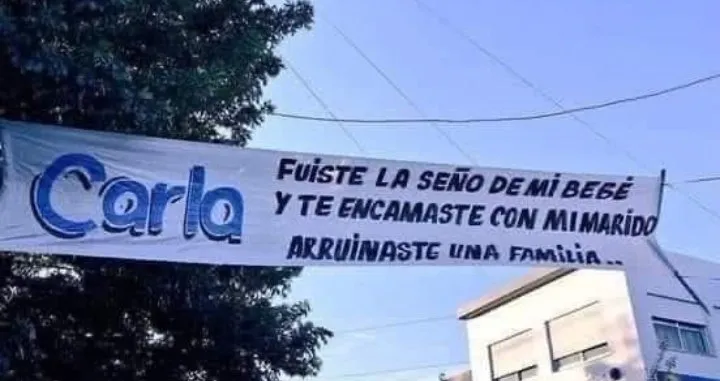 Carla
FUISTE LA SEÑO DE MI BEBÉ
Y TE ENCAMASTE CON MI MARIDO
ARRUINASTE UNA FAMILIA..